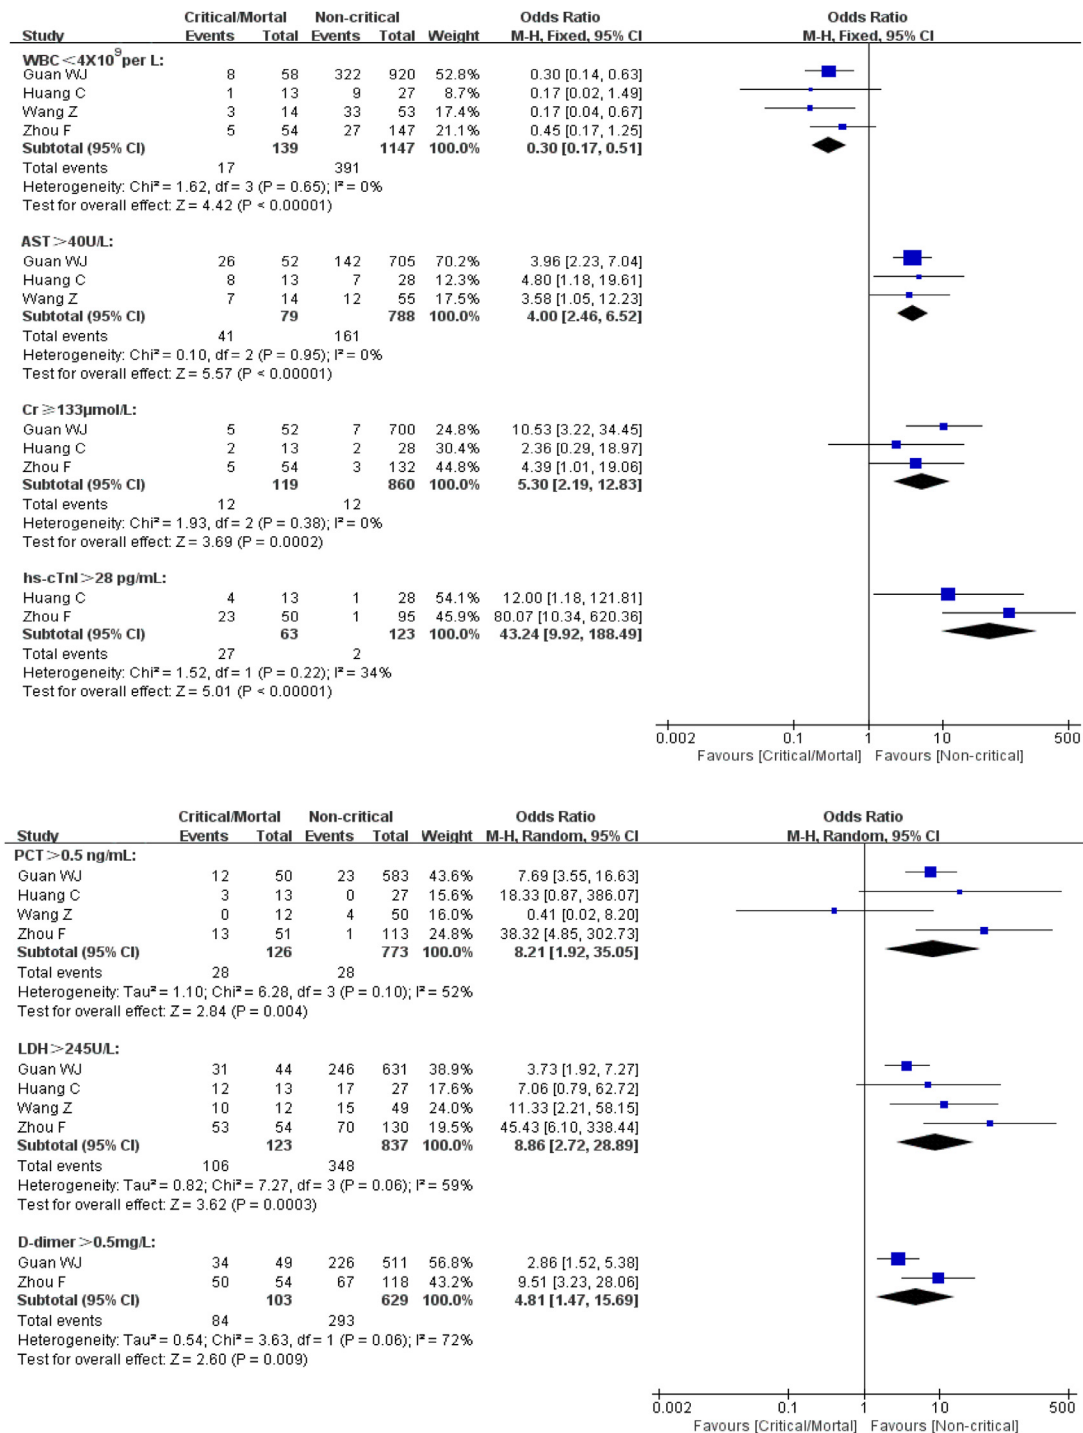 Critical/Mortal Non-critical Odds Ratio Odds Ratio
Study Events Total Events Total Weight M-H, Fixed, 95% CI M-H, Fixed, 95% CI
WBC<4X10⁹per L:
Guan WJ 8 58 322 920 52.8% 0.30 [0.14, 0.63]
Huang C 1 13 9 27 8.7% 0.17 [0.02, 1.49]
Wang Z 3 14 33 53 17.4% 0.17 [0.04, 0.67]
Zhou F 5 54 27 147 21.1% 0.45 [0.17, 1.25]
Subtotal (95% CI) 139 1147 100.0% 0.30 [0.17, 0.51]
Total events 17 391
Heterogeneity: Chi² = 1.62, df = 3 (P = 0.65); I² = 0%
Test for overall effect: Z = 4.42 (P < 0.00001)
AST>40U/L:
Guan WJ 26 52 142 705 70.2% 3.96 [2.23, 7.04]
Huang C 8 13 7 28 12.3% 4.80 [1.18, 19.61]
Wang Z 7 14 12 55 17.5% 3.58 [1.05, 12.23]
Subtotal (95% CI) 79 788 100.0% 4.00 [2.46, 6.52]
Total events 41 161
Heterogeneity: Chi² = 0.10, df = 2 (P = 0.95); I² = 0%
Test for overall effect: Z = 5.57 (P < 0.00001)
Cr≥133μmol/L:
Guan WJ 5 52 7 700 24.8% 10.53 [3.22, 34.45]
Huang C 2 13 2 28 30.4% 2.36 [0.29, 18.97]
Zhou F 5 54 3 132 44.8% 4.39 [1.01, 19.06]
Subtotal (95% CI) 119 860 100.0% 5.30 [2.19, 12.83]
Total events 12 12
Heterogeneity: Chi² = 1.93, df = 2 (P = 0.38); I² = 0%
Test for overall effect: Z = 3.69 (P = 0.0002)
hs-cTnI>28 pg/mL:
Huang C 4 13 1 28 54.1% 12.00 [1.18, 121.81]
Zhou F 23 50 1 95 45.9% 80.07 [10.34, 620.36]
Subtotal (95% CI) 63 123 100.0% 43.24 [9.92, 188.49]
Total events 27 2
Heterogeneity: Chi² = 1.52, df = 1 (P = 0.22); I² = 34%
Test for overall effect: Z = 5.01 (P < 0.00001)
0.002 0.1 1 10 500
Favours [Critical/Mortal] Favours [Non-critical]
Critical/Mortal Non-critical Odds Ratio Odds Ratio
Study Events Total Events Total Weight M-H, Random, 95% CI M-H, Random, 95% CI
PCT>0.5 ng/mL:
Guan WJ 12 50 23 583 43.6% 7.69 [3.55, 16.63]
Huang C 3 13 0 27 15.6% 18.33 [0.87, 386.07]
Wang Z 0 12 4 50 16.0% 0.41 [0.02, 8.20]
Zhou F 13 51 1 113 24.8% 38.32 [4.85, 302.73]
Subtotal (95% CI) 126 773 100.0% 8.21 [1.92, 35.05]
Total events 28 28
Heterogeneity: Tau² = 1.10; Chi² = 6.28, df = 3 (P = 0.10); I² = 52%
Test for overall effect: Z = 2.84 (P = 0.004)
LDH>245U/L:
Guan WJ 31 44 246 631 38.9% 3.73 [1.92, 7.27]
Huang C 12 13 17 27 17.6% 7.06 [0.79, 62.72]
Wang Z 10 12 15 49 24.0% 11.33 [2.21, 58.15]
Zhou F 53 54 70 130 19.5% 45.43 [6.10, 338.44]
Subtotal (95% CI) 123 837 100.0% 8.86 [2.72, 28.89]
Total events 106 348
Heterogeneity: Tau² = 0.82; Chi² = 7.27, df = 3 (P = 0.06); I² = 59%
Test for overall effect: Z = 3.62 (P = 0.0003)
D-dimer>0.5mg/L:
Guan WJ 34 49 226 511 56.8% 2.86 [1.52, 5.38]
Zhou F 50 54 67 118 43.2% 9.51 [3.23, 28.06]
Subtotal (95% CI) 103 629 100.0% 4.81 [1.47, 15.69]
Total events 84 293
Heterogeneity: Tau² = 0.54; Chi² = 3.63, df = 1 (P = 0.06); I² = 72%
Test for overall effect: Z = 2.60 (P = 0.009)
0.002 0.1 1 10 500
Favours [Critical/Mortal] Favours [Non-critical]